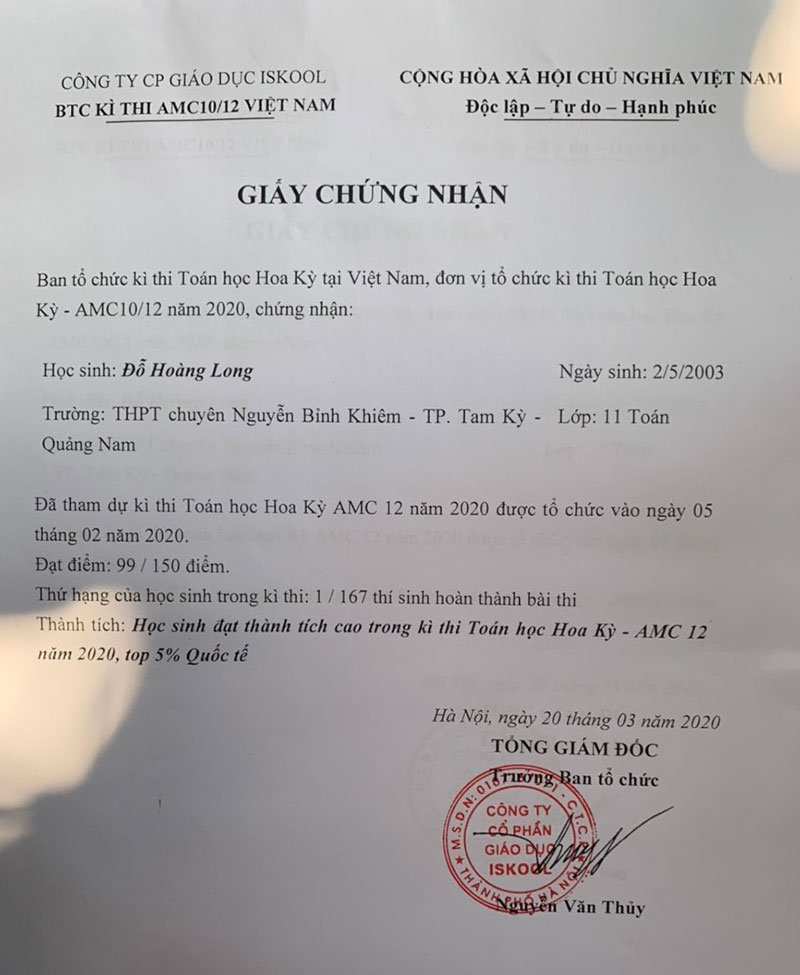 CÔNG TY CP GIÁO DỤC ISKOOL
BTC KÌ THI AMC10/12 VIỆT NAM
CỘNG HÒA XÃ HỘI CHỦ NGHĨA VIỆT NAM
Độc lập – Tự do – Hạnh phúc
GIẤY CHỨNG NHẬN
Ban tổ chức kì thi Toán học Hoa Kỳ tại Việt Nam, đơn vị tổ chức kì thi Toán học Hoa
Kỳ - AMC10/12 năm 2020, chứng nhận:
Học sinh: Đỗ Hoàng Long
Ngày sinh: 2/5/2003
Trường: THPT chuyên Nguyễn Bỉnh Khiêm - TP. Tam Kỳ -
Quảng Nam
Lớp: 11 Toán
Đã tham dự kì thi Toán học Hoa Kỳ AMC 12 năm 2020 được tổ chức vào ngày 05
tháng 02 năm 2020.
Đạt điểm: 99 / 150 điểm.
Thứ hạng của học sinh trong kì thi: 1 / 167 thí sinh hoàn thành bài thi
Thành tích: Học sinh đạt thành tích cao trong kì thi Toán học Hoa Kỳ - AMC 12
năm 2020, top 5% Quốc tế
Hà Nội, ngày 20 tháng 03 năm 2020
TỔNG GIÁM ĐỐC
Trưởng Ban tổ chức
M.S.D.N:
CÔNG TY
CỔ PHẦN
GIÁO DỤC
ISKOOL
THÀNH PHỐ HÀ NỘI
Nguyễn Văn Thủy